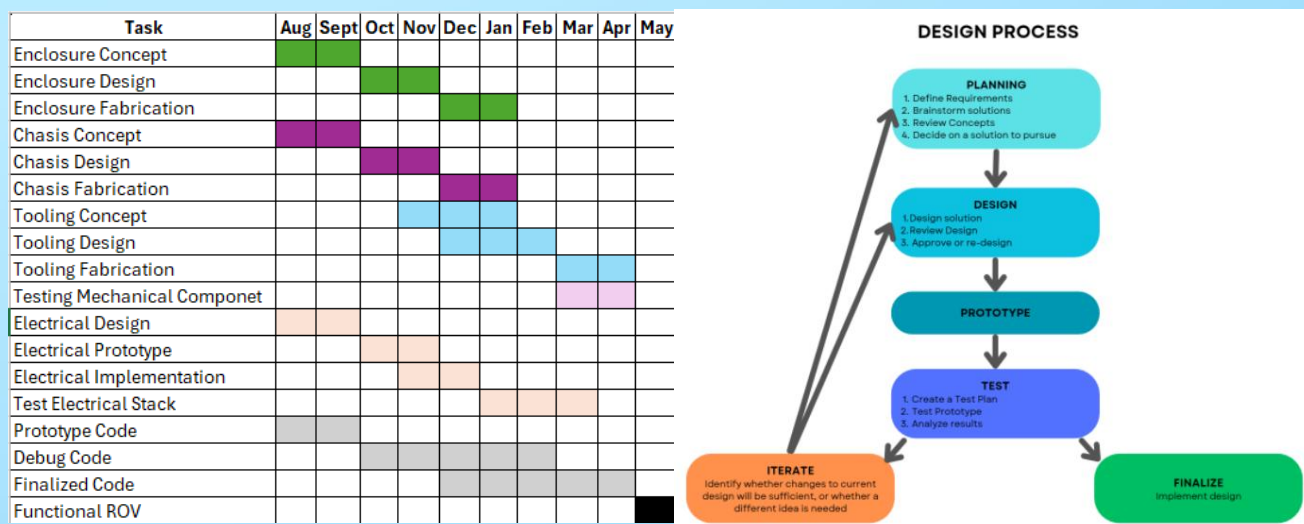 Task Aug Sept Oct Nov Dec Jan Feb Mar Apr May
Enclosure Concept
Enclosure Design
Enclosure Fabrication
Chasis Concept
Chasis Design
Chasis Fabrication
Tooling Concept
Tooling Design
Tooling Fabrication
Testing Mechanical Componet
Electrical Design
Electrical Prototype
Electrical Implementation
Test Electrical Stack
Prototype Code
Debug Code
Finalized Code
Functional ROV
DESIGN PROCESS
PLANNING
1. Define Requirements
2. Brainstorm solutions
3. Review Concepts
4. Decide on a solution to pursue
DESIGN
1. Design solution
2. Review Design
3. Approve or re-design
PROTOTYPE
TEST
1. Create a Test Plan
2. Test Prototype
3. Analyze results
ITERATE
Identify whether changes to current
design will be sufficient, or whether a
different idea is needed
FINALIZE
Implement design